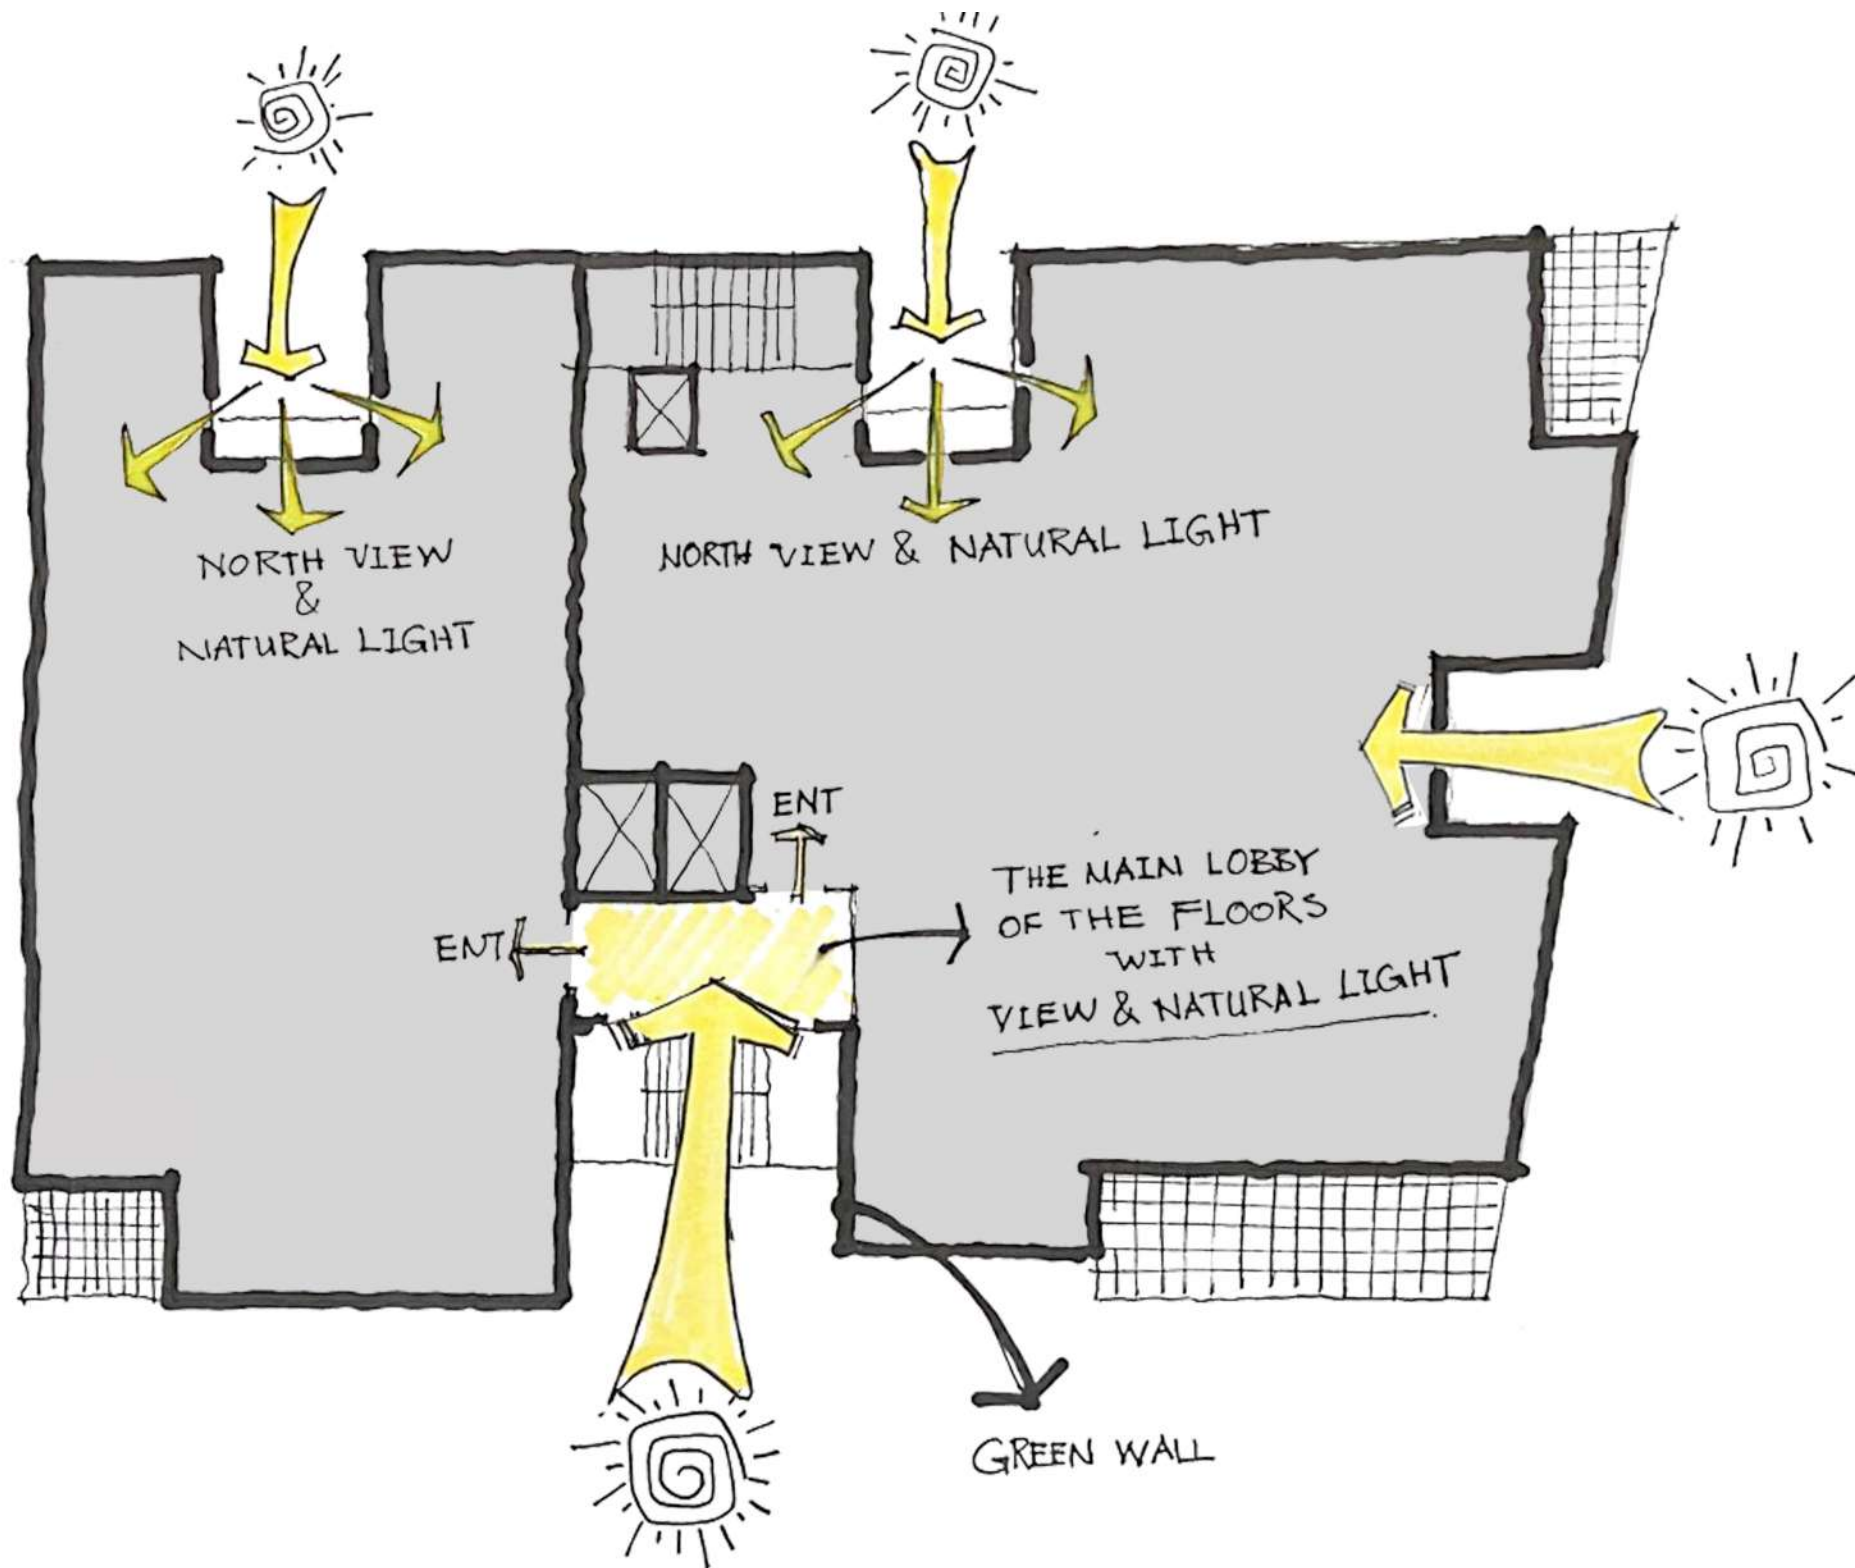 NORTH VIEW
&
NATURAL LIGHT
NORTH VIEW & NATURAL LIGHT
ENT
ENT
THE MAIN LOBBY
OF THE FLOORS
WITH
VIEW & NATURAL LIGHT
GREEN WALL